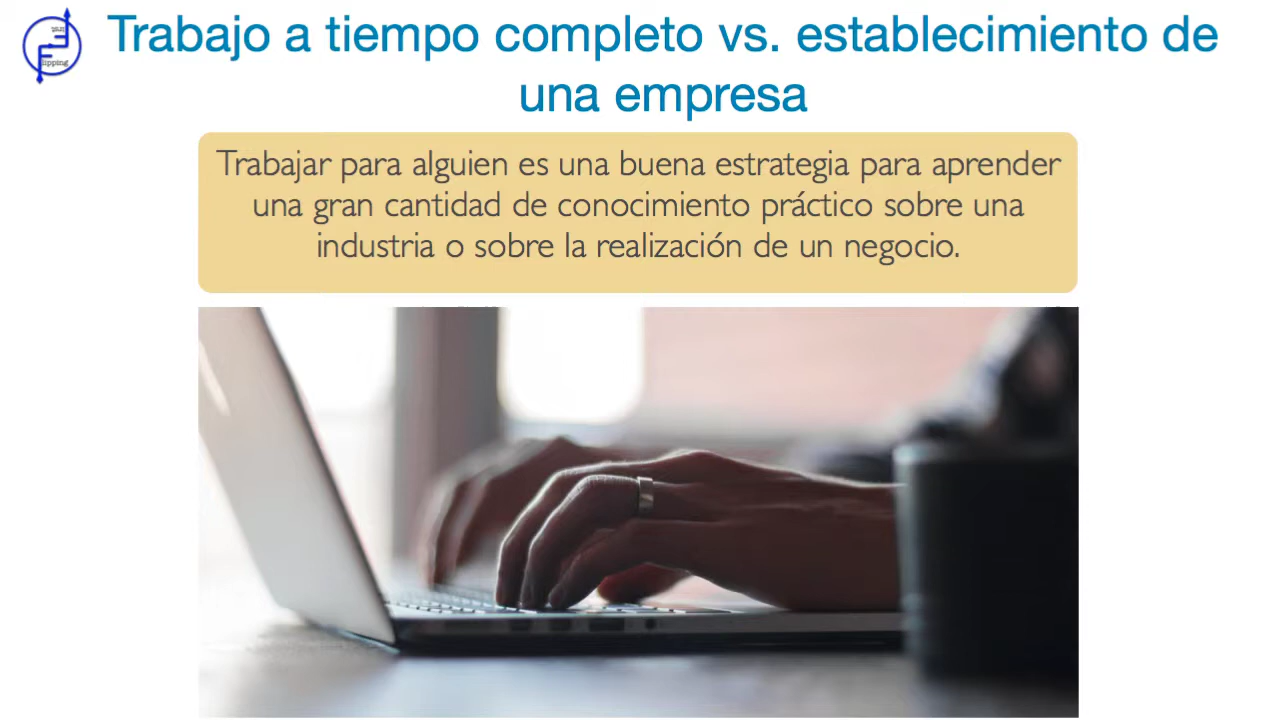 Trabajo a tiempo completo vs. establecimiento de
una empresa
Trabajar para alguien es una buena estrategia para aprender
una gran cantidad de conocimiento práctico sobre una
industria o sobre la realización de un negocio.